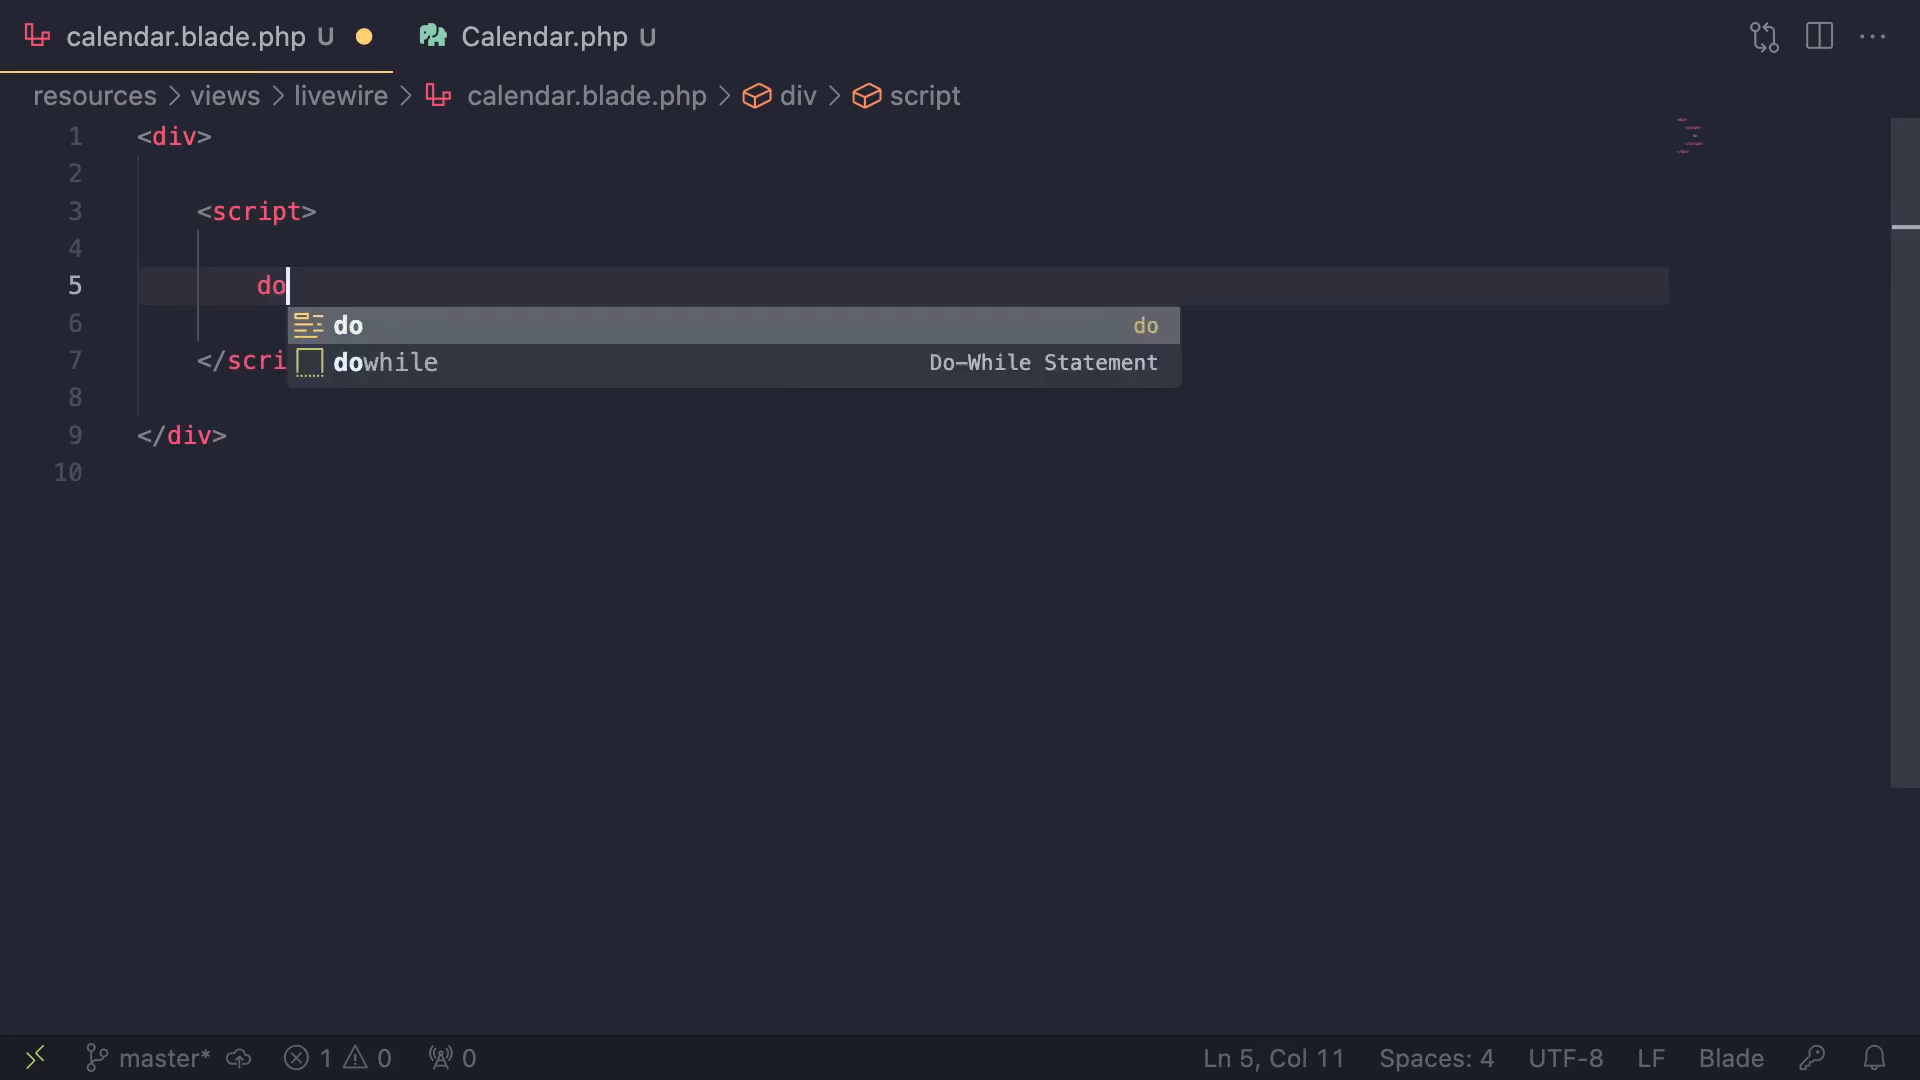 calendar.blade.php U
Calendar.php U
resources > views > livewire > calendar.blade.php > div > script
1 <div>
2
3 <script>
4
5 do
6
7 </scri
8
9 </div>
10
do do
dowhile Do-While Statement
master* 1 0 0 Ln 5, Col 11 Spaces: 4 UTF-8 LF Blade